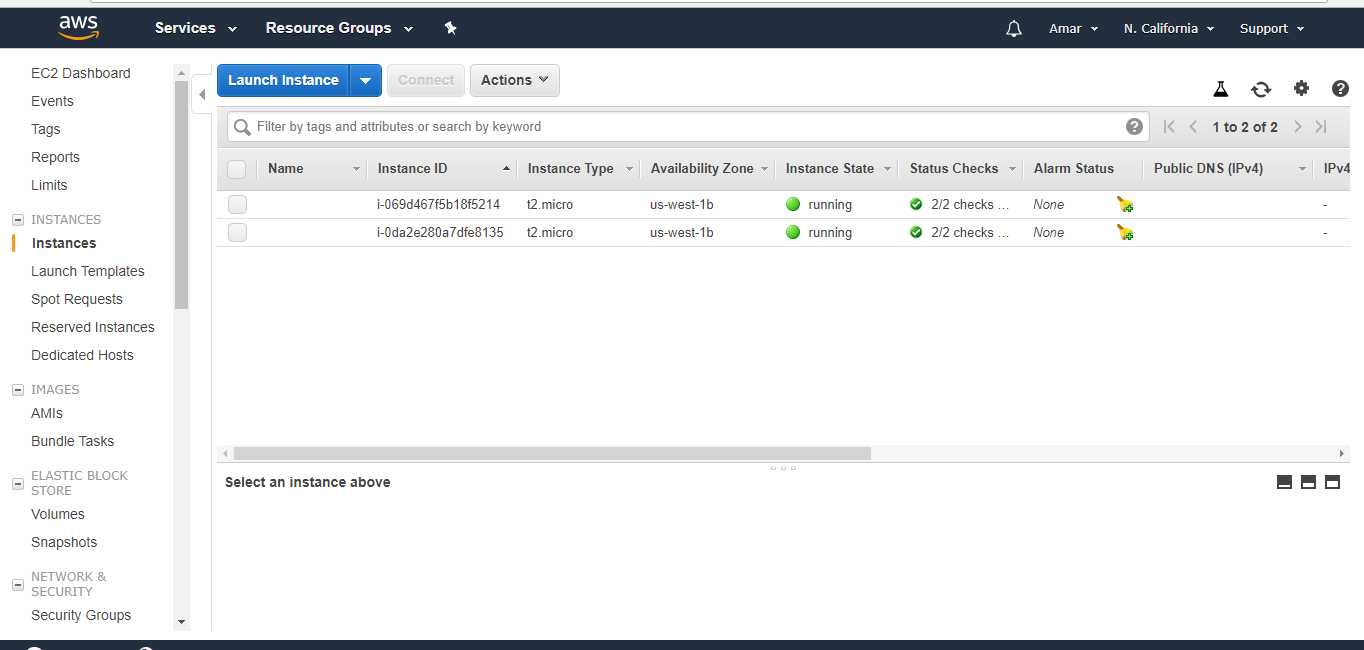 aws Services Resource Groups Amar N. California Support
EC2 Dashboard
Events
Tags
Reports
Limits
INSTANCES
Instances
Launch Templates
Spot Requests
Reserved Instances
Dedicated Hosts
IMAGES
AMIs
Bundle Tasks
ELASTIC BLOCK
STORE
Volumes
Snapshots
NETWORK &
SECURITY
Security Groups
Launch Instance Connect Actions
Filter by tags and attributes or search by keyword 1 to 2 of 2
Name Instance ID Instance Type Availability Zone Instance State Status Checks Alarm Status Public DNS (IPv4) IPv4
i-069d467f5b18f5214 t2.micro us-west-1b running 2/2 checks ... None -
i-0da2e280a7dfe8135 t2.micro us-west-1b running 2/2 checks ... None -
Select an instance above